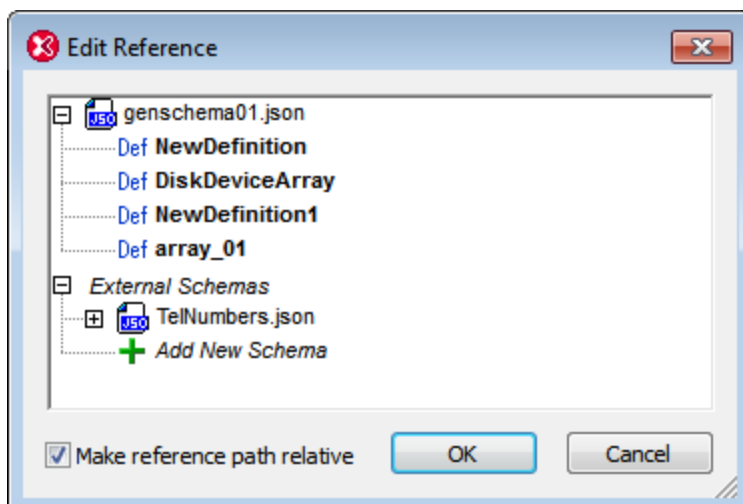 Edit Reference
genschema01.json
Def NewDefinition
Def DiskDeviceArray
Def NewDefinition1
Def array_01
External Schemas
TelNumbers.json
Add New Schema
Make reference path relative OK Cancel